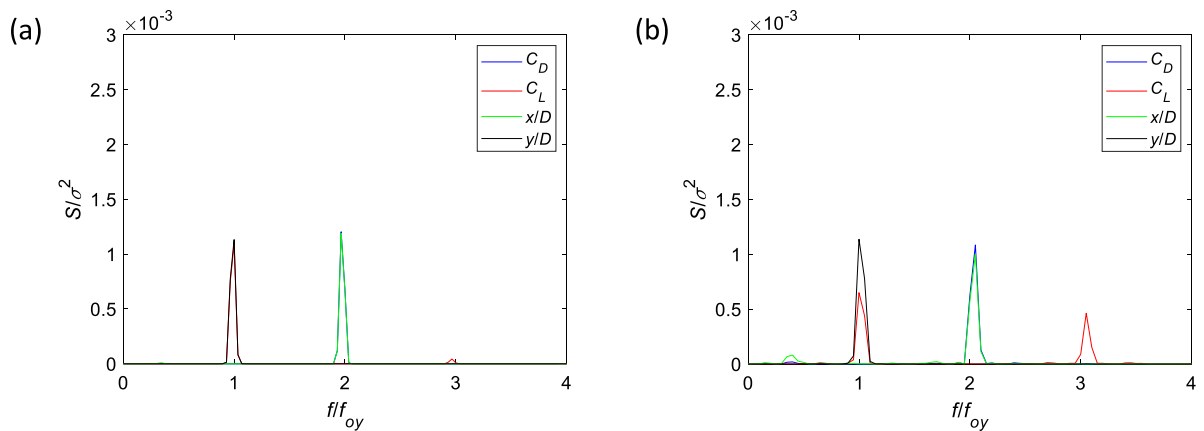 (a)
×10⁻³
3
2.5
2
1.5
1
0.5
0
S/σ²
0 1 2 3 4
f/f_oy
C_D
C_L
x/D
y/D
(b)
×10⁻³
3
2.5
2
1.5
1
0.5
0
S/σ²
0 1 2 3 4
f/f_oy
C_D
C_L
x/D
y/D